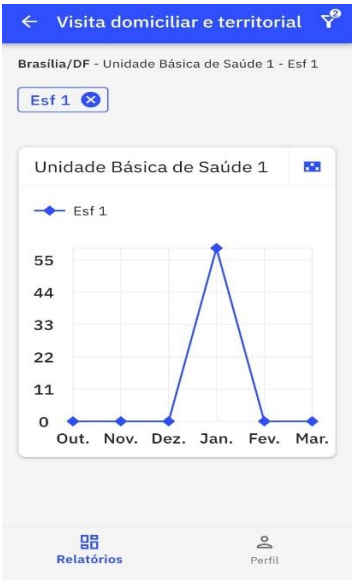 Visita domiciliar e territorial
2
Brasília/DF - Unidade Básica de Saúde 1 - Esf 1
Esf 1
Unidade Básica de Saúde 1
Esf 1
55
44
33
22
11
0
Out. Nov. Dez. Jan. Fev. Mar.
Relatórios Perfil